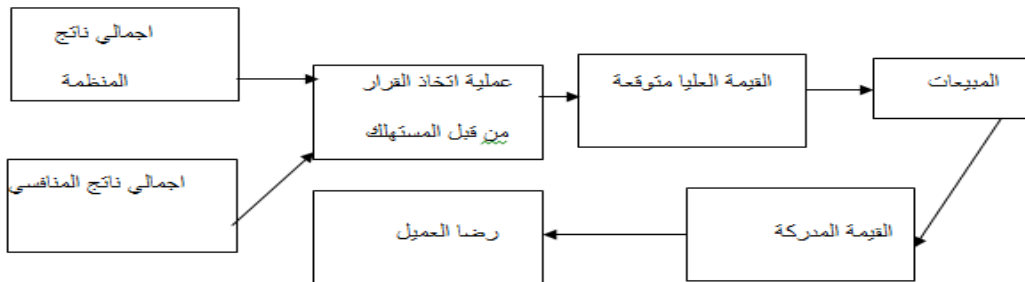 اجمالي ناتج
المنظمة
عملية اتخاذ القرار
من قبل المستهلك
القيمة العليا متوقعة
المبيعات
اجمالي ناتج المنافسي
رضا العميل
القيمة المدركة